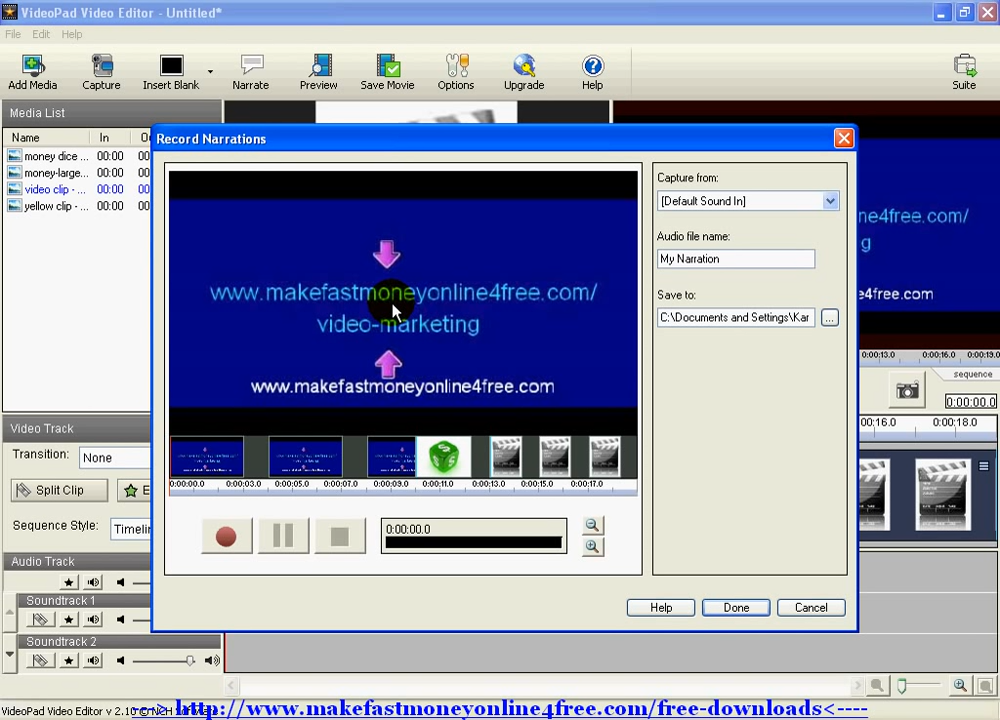 VideoPad Video Editor - Untitled*
File Edit Help
Add Media Capture Insert Blank Narrate Preview Save Movie Options Upgrade Help Suite
Media List
Name In
money dice ... 00:00 00
money-large... 00:00 00
video clip - ... 00:00 00
yellow clip - ... 00:00 00
Record Narrations
www.makefastmoneyonline4free.com/
video-marketing
www.makefastmoneyonline4free.com
0:00:00.0 0:00:03.0 0:00:05.0 0:00:07.0 0:00:09.0 0:00:11.0 0:00:13.0 0:00:15.0 0:00:17.0
0:00:00.0
Capture from:
[Default Sound In]
Audio file name:
My Narration
Save to:
C:\Documents and Settings\Kar
...
Help Done Cancel
ne4free.com/
g
e4free.com
0:00:13.0 0:00:16.0 0:00:19.0
sequence
0:00:00.0
00:16.0 0:00:18.0
Video Track
Transition: None
Split Clip E
Sequence Style: Timelin
Audio Track
Soundtrack 1
Soundtrack 2
VideoPad Video Editor v 2.10 © NCH Software
---> http://www.makefastmoneyonline4free.com/free-downloads<----